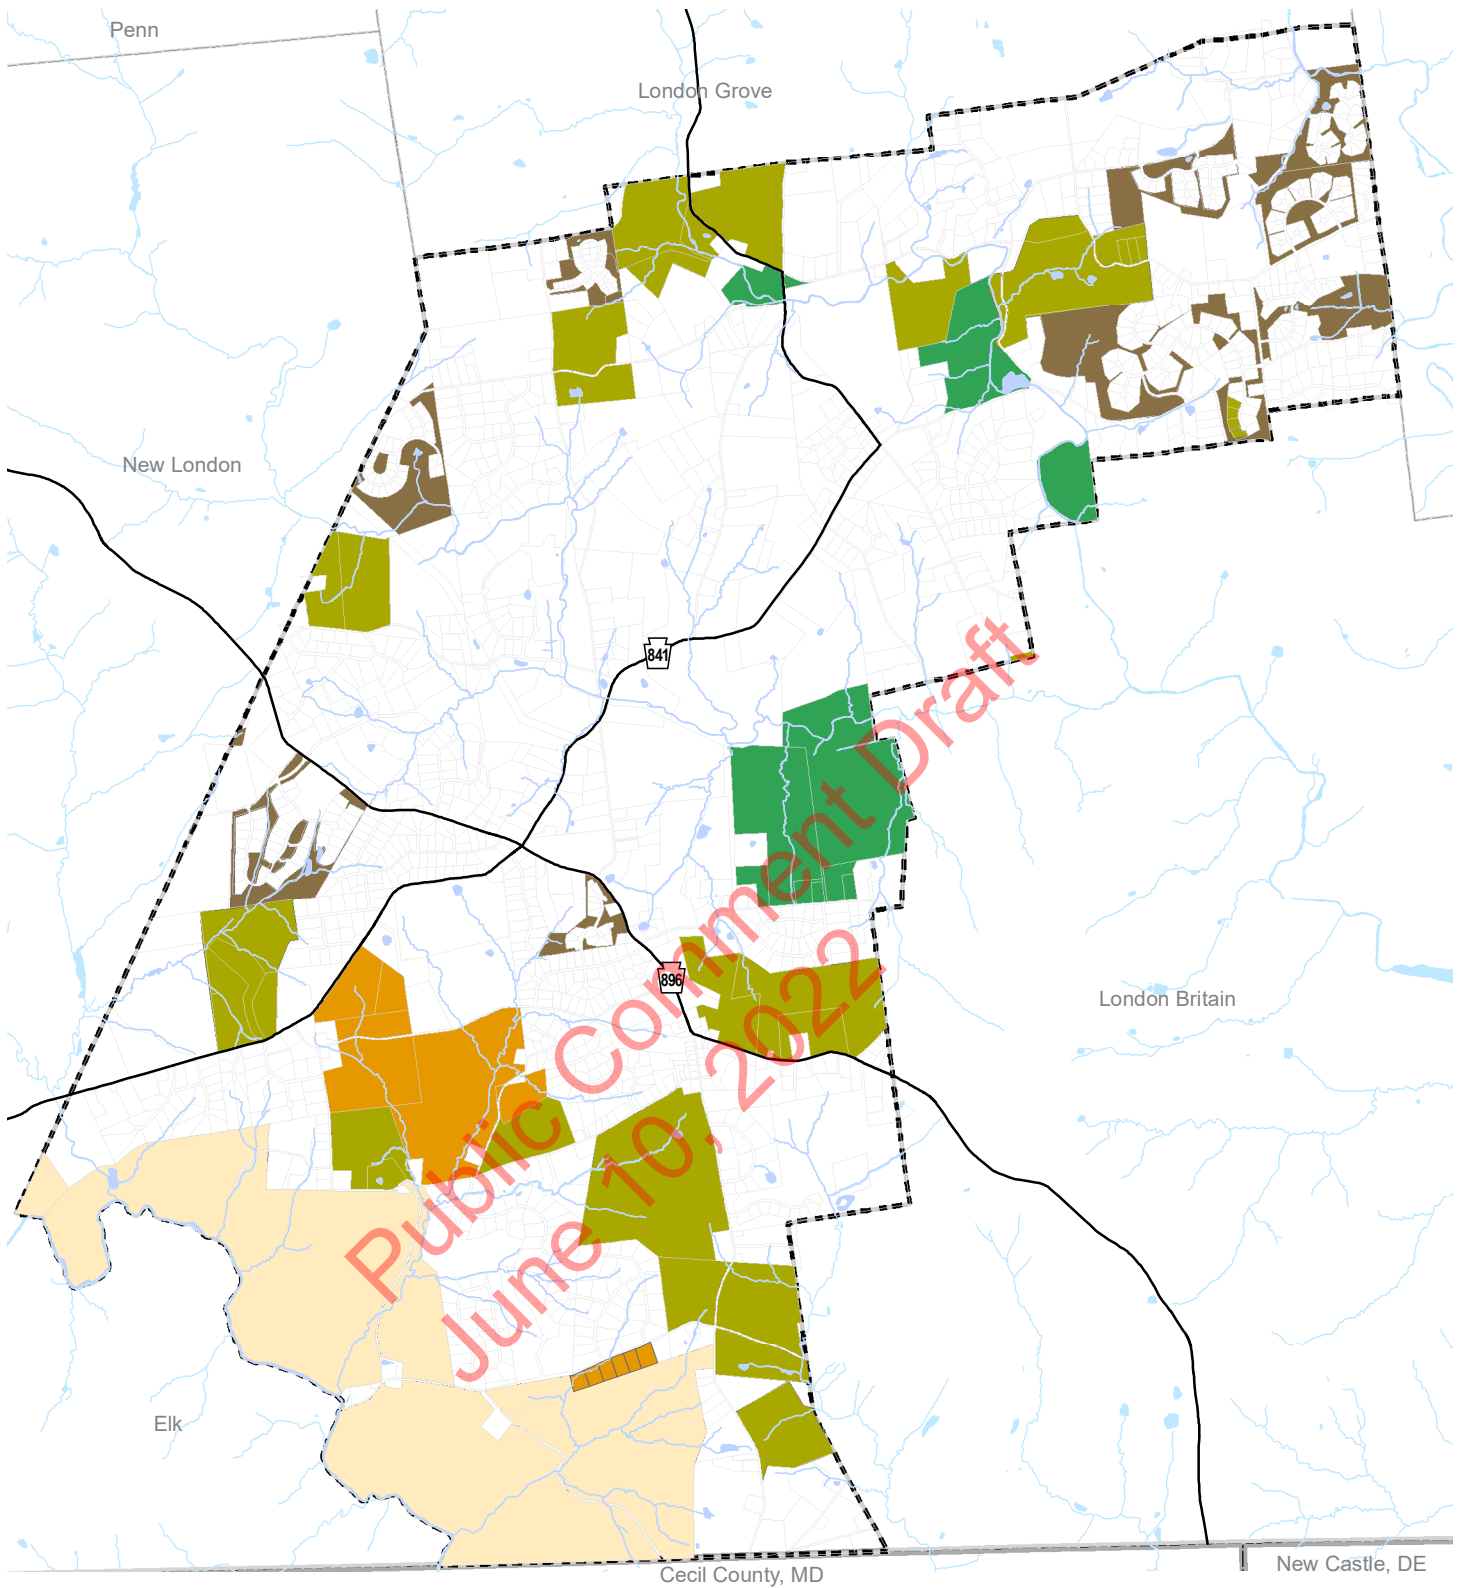 Penn
London Grove
New London
841
896
London Britain
Public Comment Draft
June 10, 2022
Elk
Cecil County, MD
New Castle, DE